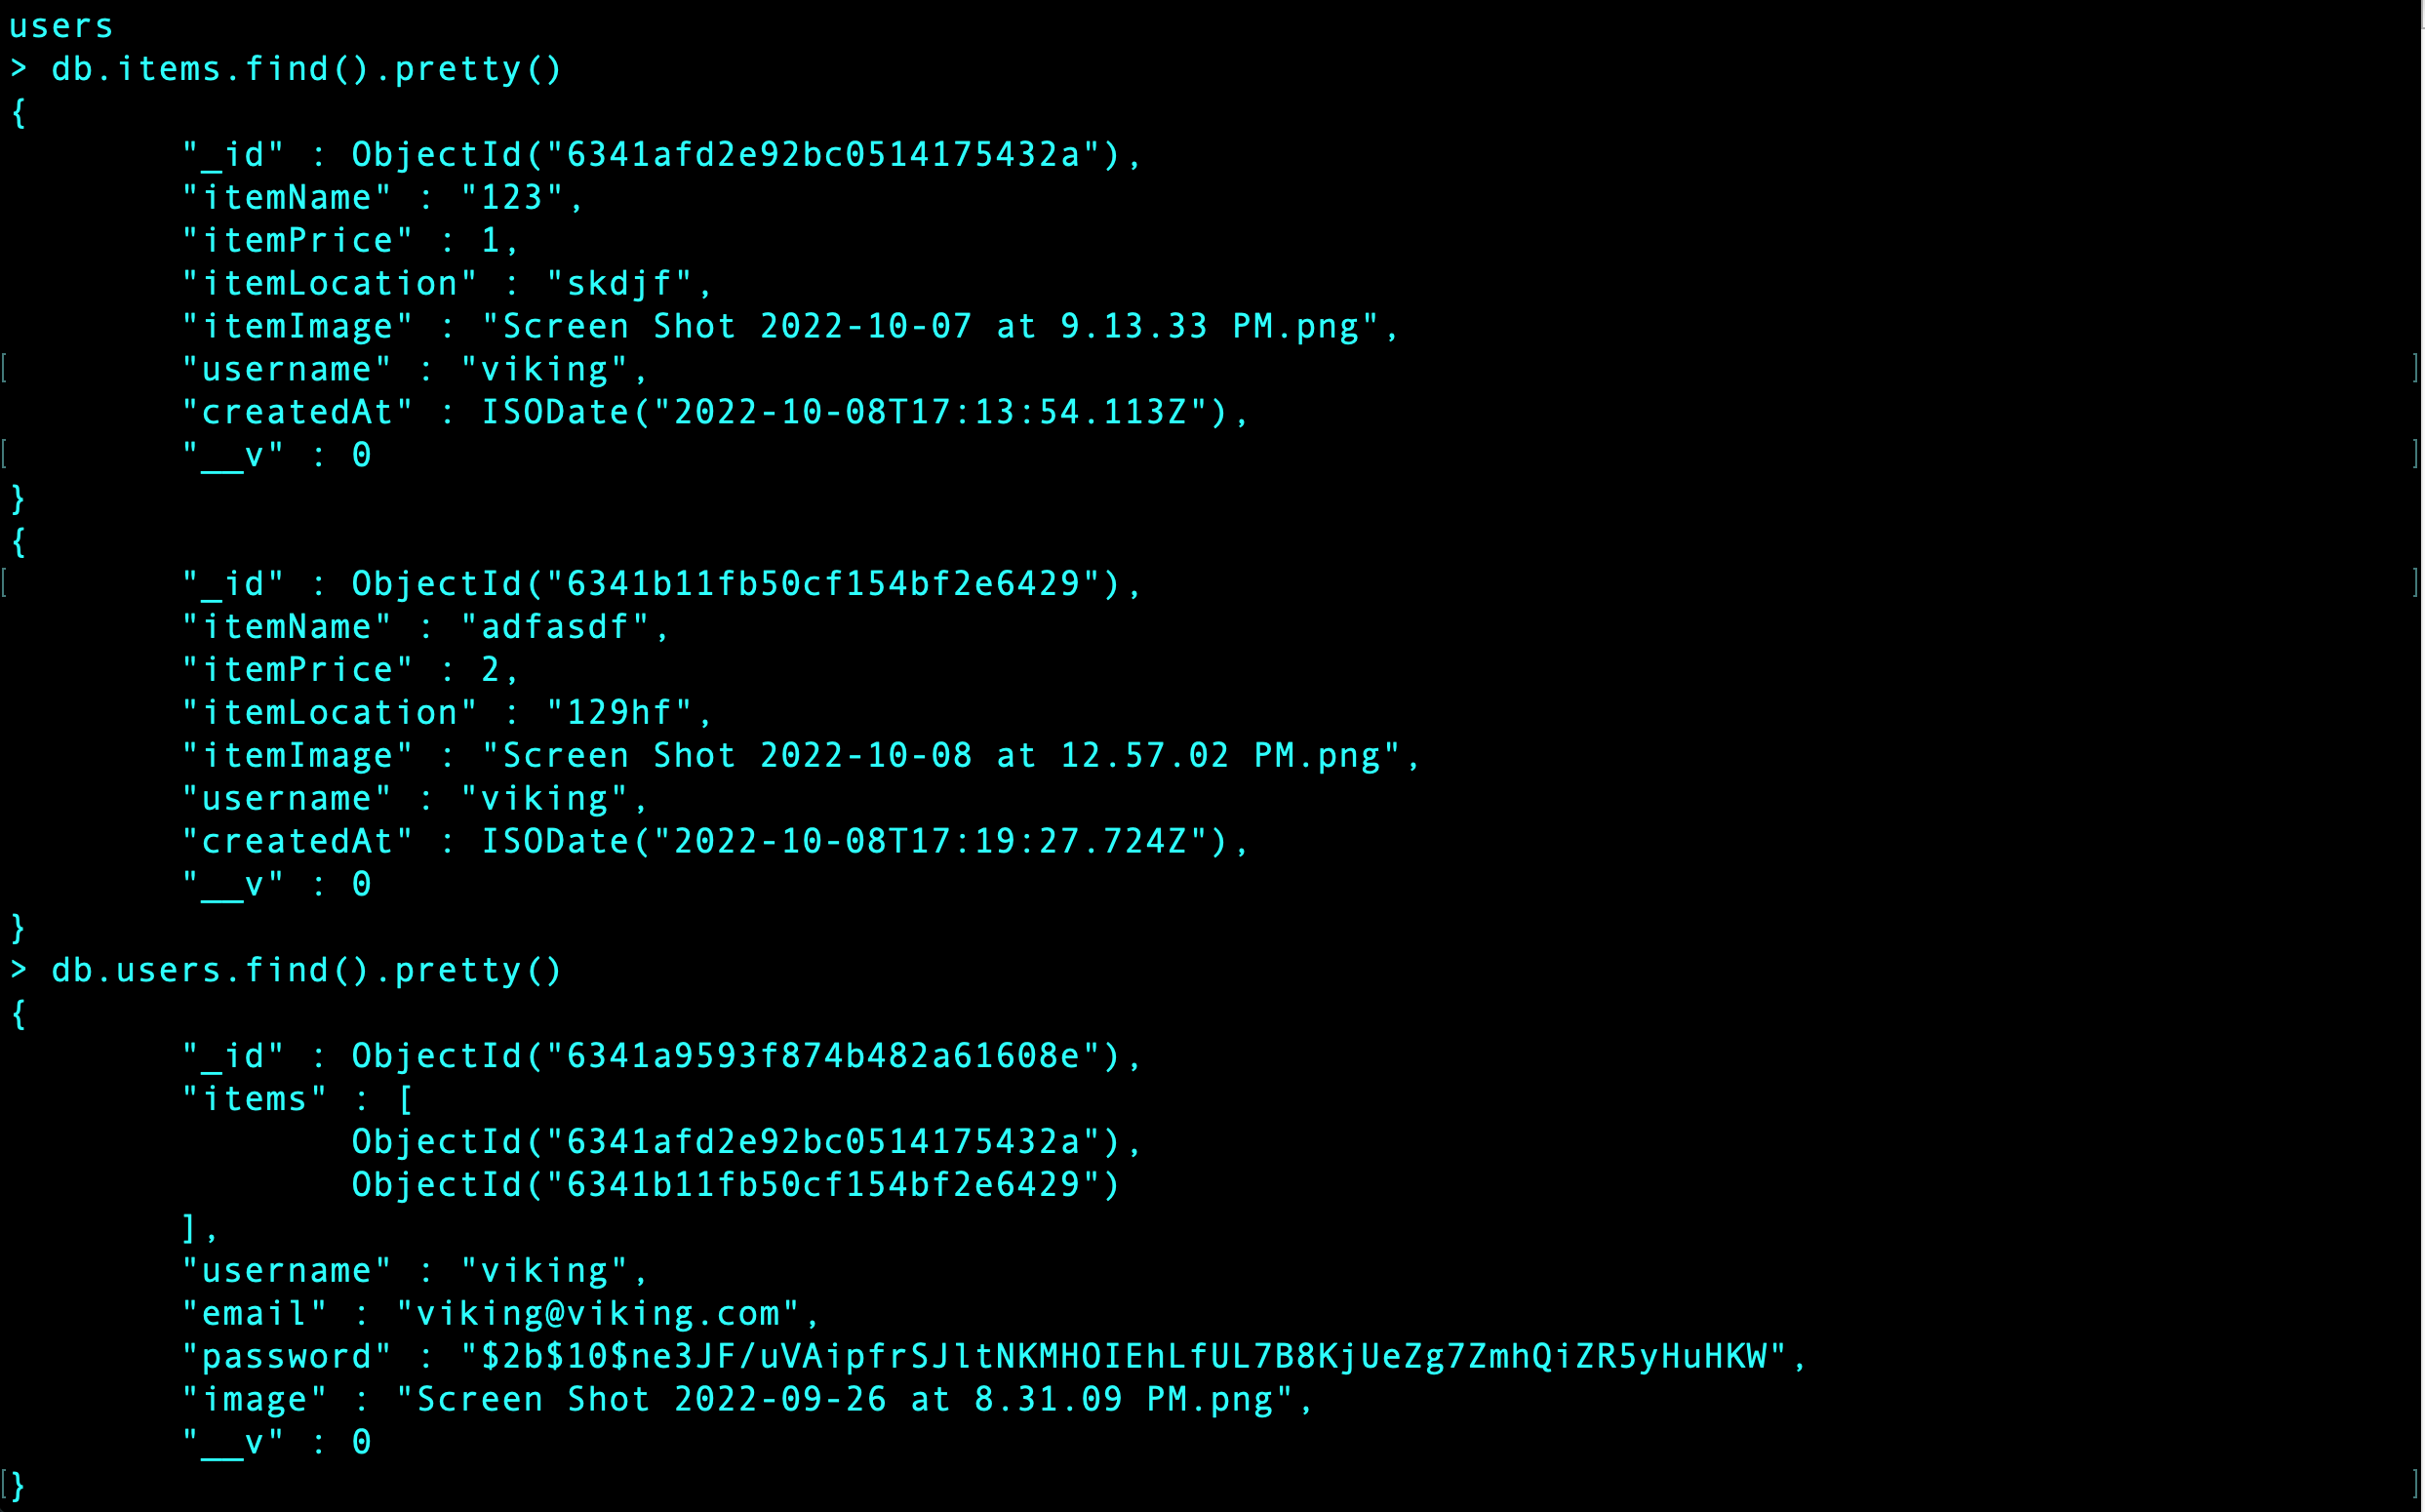 users
> db.items.find().pretty()
{
        "_id" : ObjectId("6341afd2e92bc0514175432a"),
        "itemName" : "123",
        "itemPrice" : 1,
        "itemLocation" : "skdjf",
        "itemImage" : "Screen Shot 2022-10-07 at 9.13.33 PM.png",
[        "username" : "viking",        ]
        "createdAt" : ISODate("2022-10-08T17:13:54.113Z"),
[        "__v" : 0        ]
}
{
[        "_id" : ObjectId("6341b11fb50cf154bf2e6429"),        ]
        "itemName" : "adfasdf",
        "itemPrice" : 2,
        "itemLocation" : "129hf",
        "itemImage" : "Screen Shot 2022-10-08 at 12.57.02 PM.png",
        "username" : "viking",
        "createdAt" : ISODate("2022-10-08T17:19:27.724Z"),
        "__v" : 0
}
> db.users.find().pretty()
{
        "_id" : ObjectId("6341a9593f874b482a61608e"),
        "items" : [
                ObjectId("6341afd2e92bc0514175432a"),
                ObjectId("6341b11fb50cf154bf2e6429")
        ],
        "username" : "viking",
        "email" : "viking@viking.com",
        "password" : "$2b$10$ne3JF/uVAipfrSJltNKMHOIEhLfUL7B8KjUeZg7ZmhQiZR5yHuHKW",
        "image" : "Screen Shot 2022-09-26 at 8.31.09 PM.png",
        "__v" : 0
[}        ]